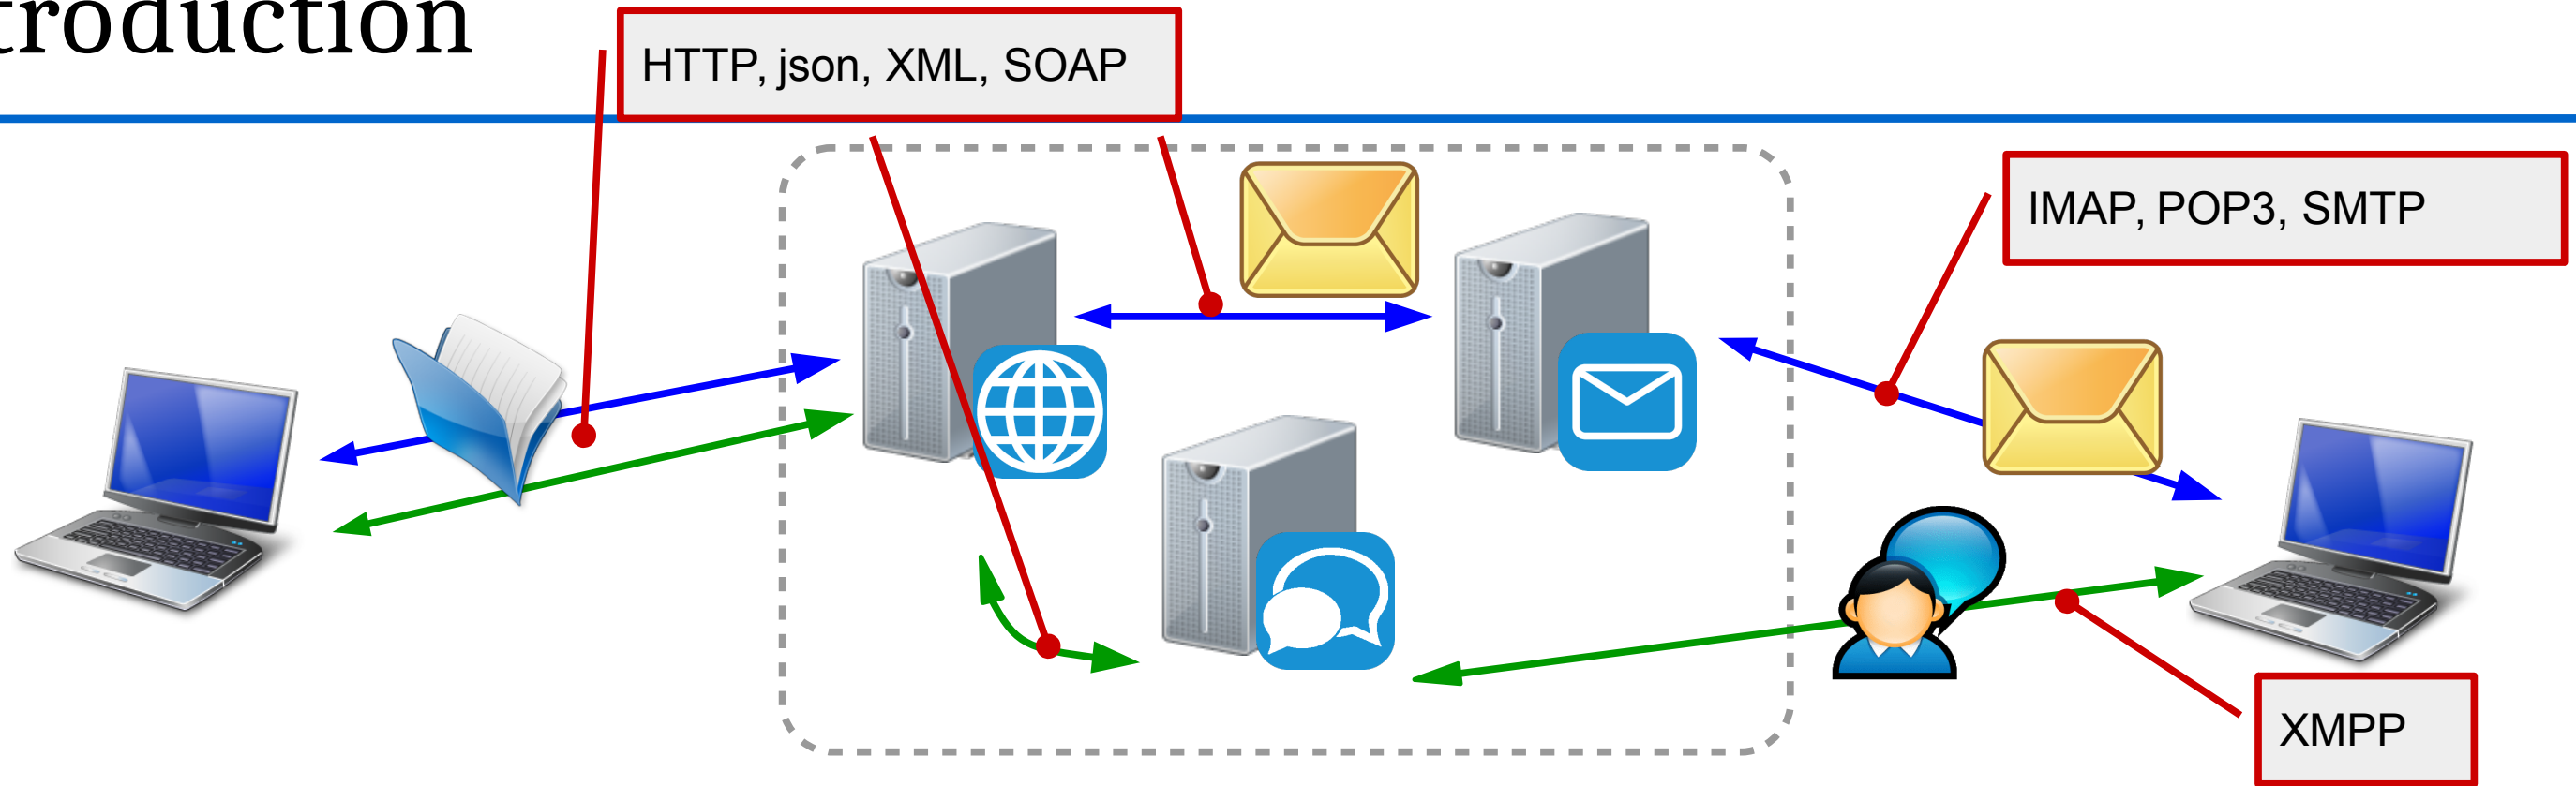 troduction
HTTP, json, XML, SOAP
IMAP, POP3, SMTP
XMPP